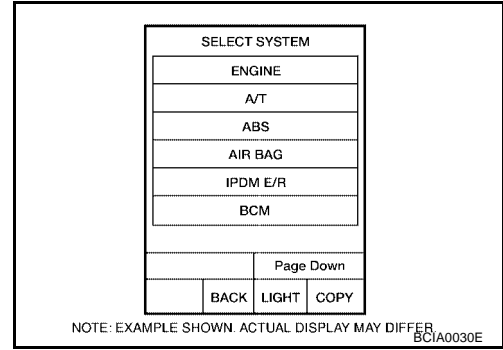 SELECT SYSTEM
ENGINE
A/T
ABS
AIR BAG
IPDM E/R
BCM
Page Down
BACK LIGHT COPY
NOTE: EXAMPLE SHOWN. ACTUAL DISPLAY MAY DIFFER.
BCIA0030E